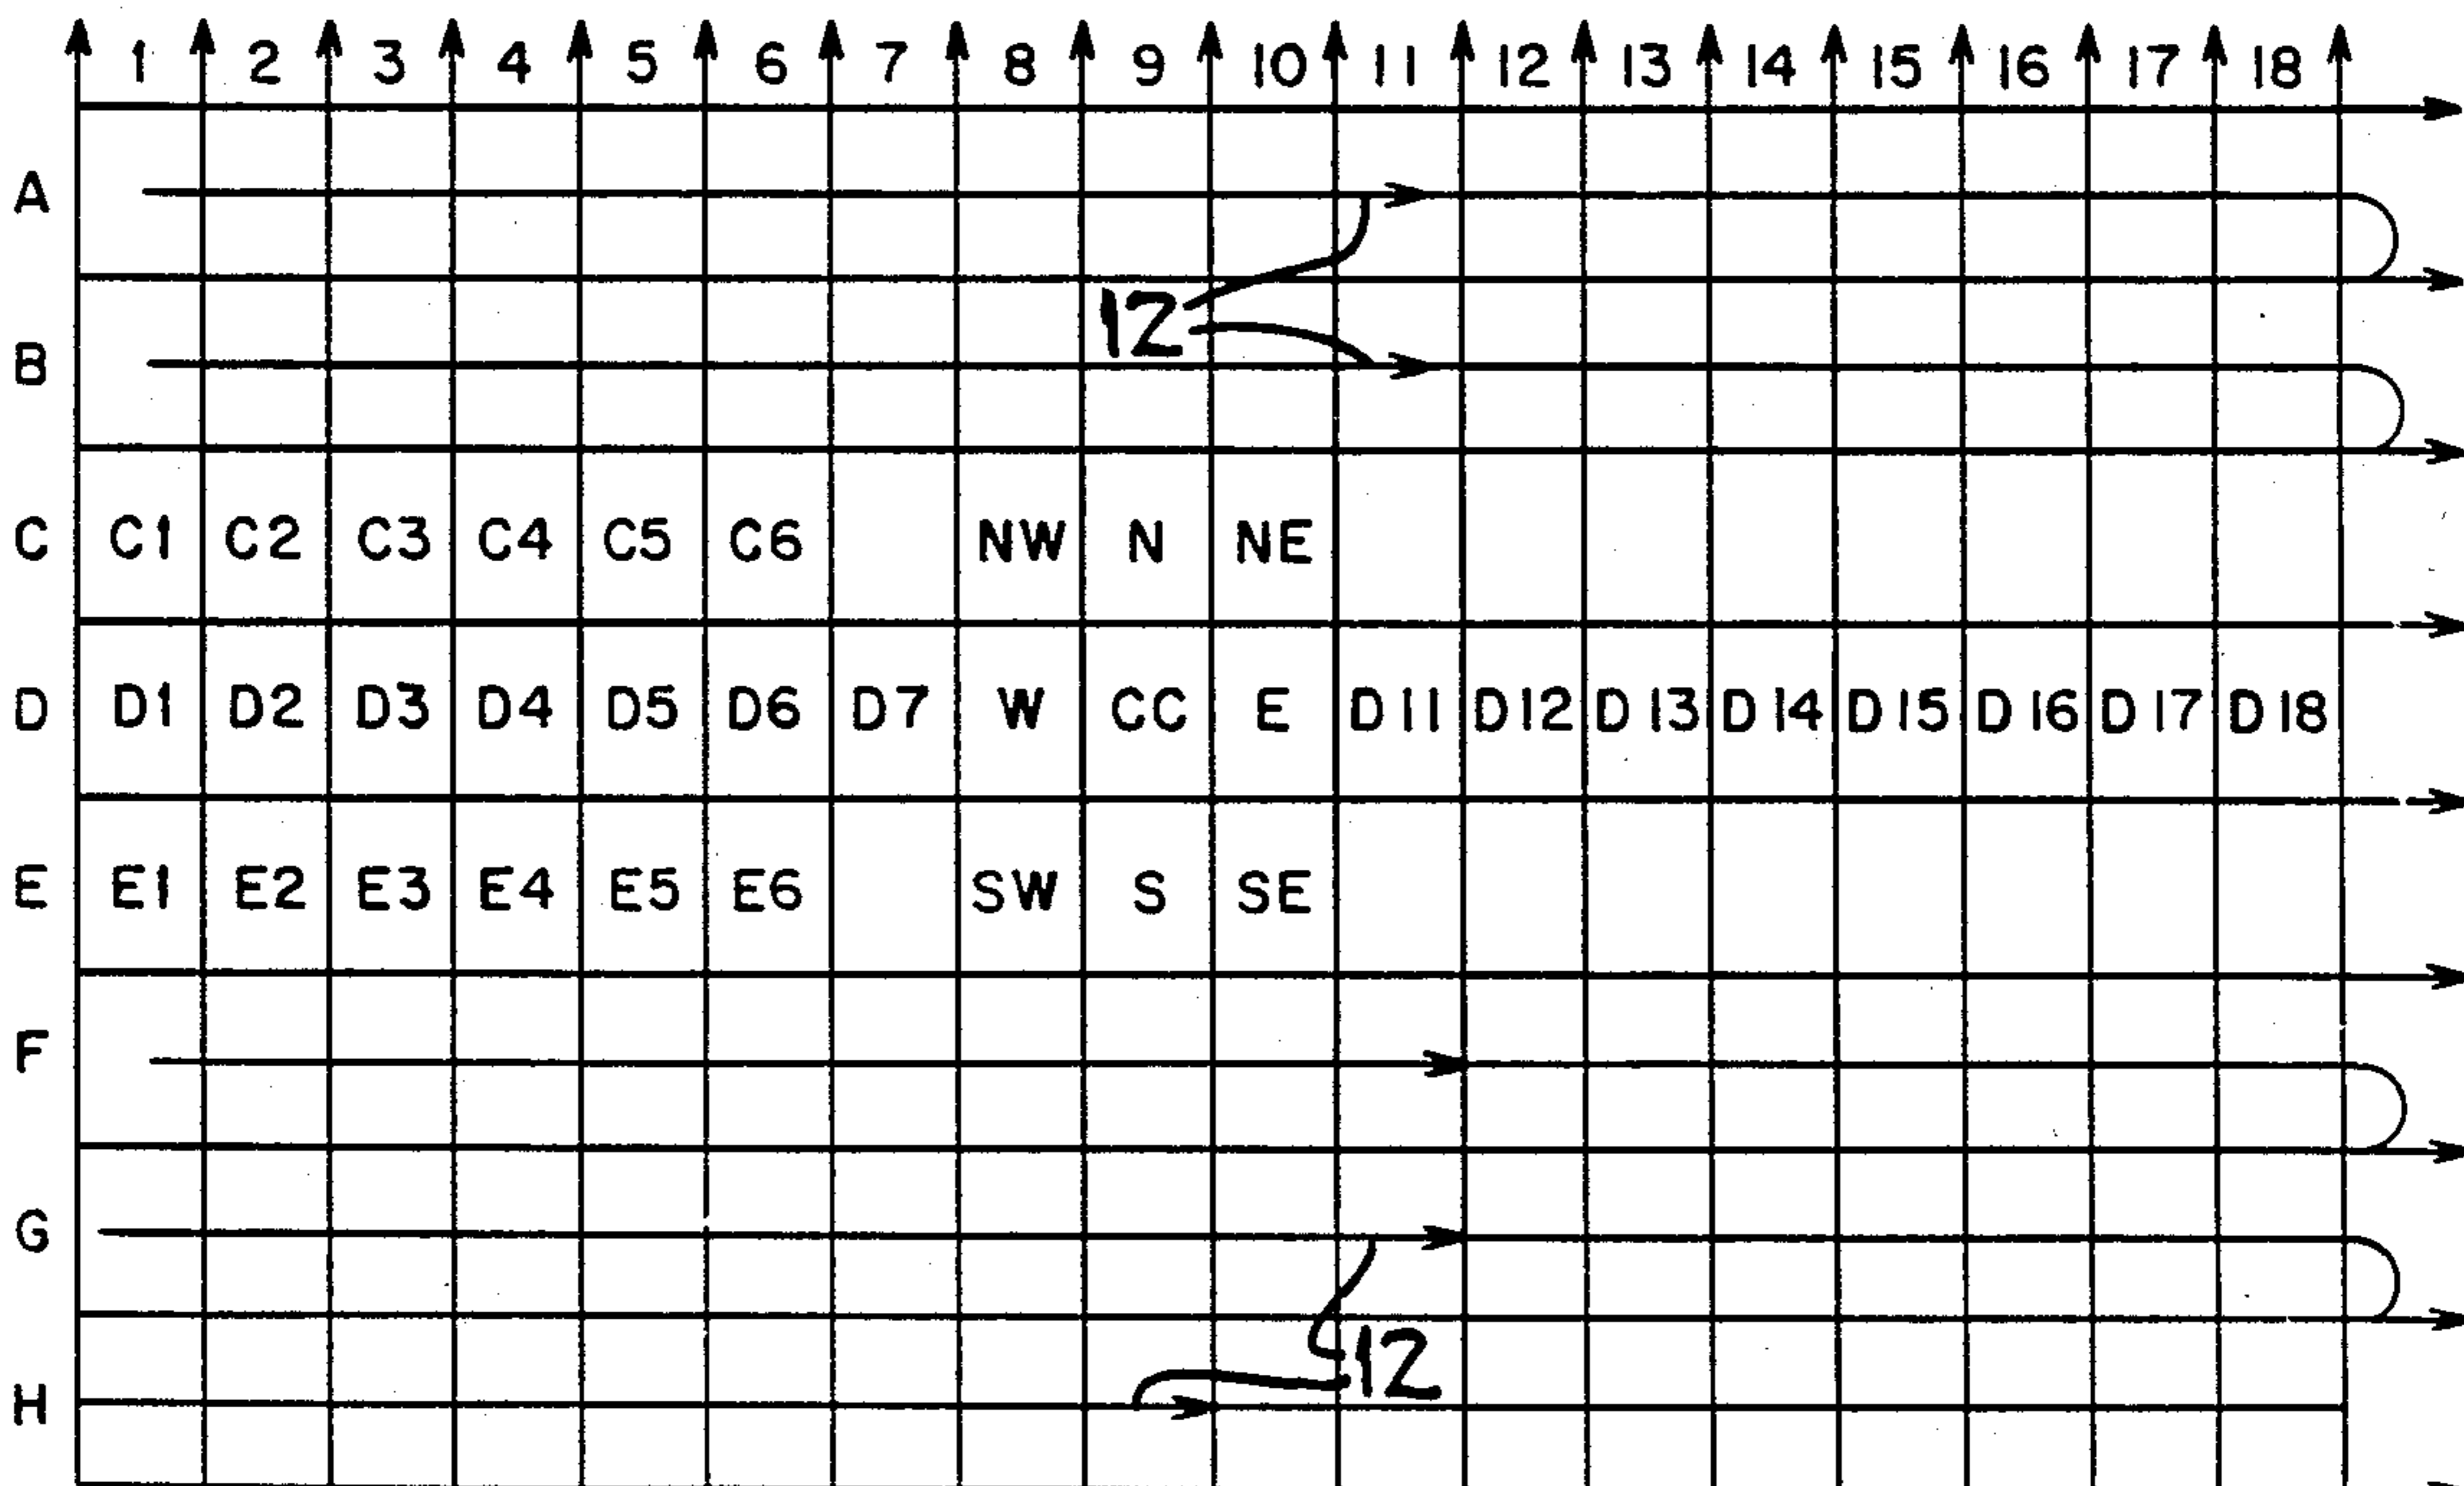 1 2 3 4 5 6 7 8 9 10 11 12 13 14 15 16 17 18
A
12
B
C C1 C2 C3 C4 C5 C6 NW N NE
D D1 D2 D3 D4 D5 D6 D7 W CC E D11 D12 D13 D14 D15 D16 D17 D18
E E1 E2 E3 E4 E5 E6 SW S SE
F
G
12
H